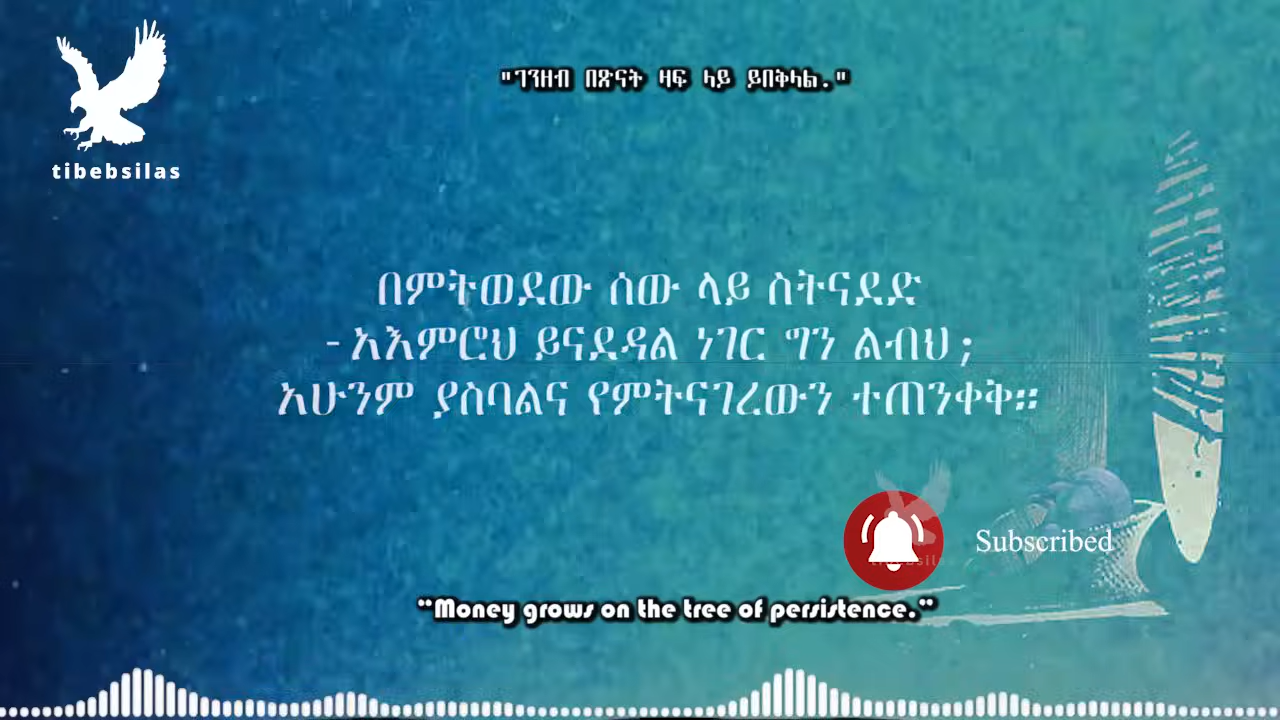 "ገንዘብ በጽናት ዛፍ ላይ ይበቅላል."
tibebsilas
በምትወደው ሰው ላይ ስትናደድ
-አእምሮህ ይናደዳል ነገር ግን ልብህ;
አሁንም ያስባልና የምትናገረውን ተጠንቀቅ።
Subscribed
“Money grows on the tree of persistence.”